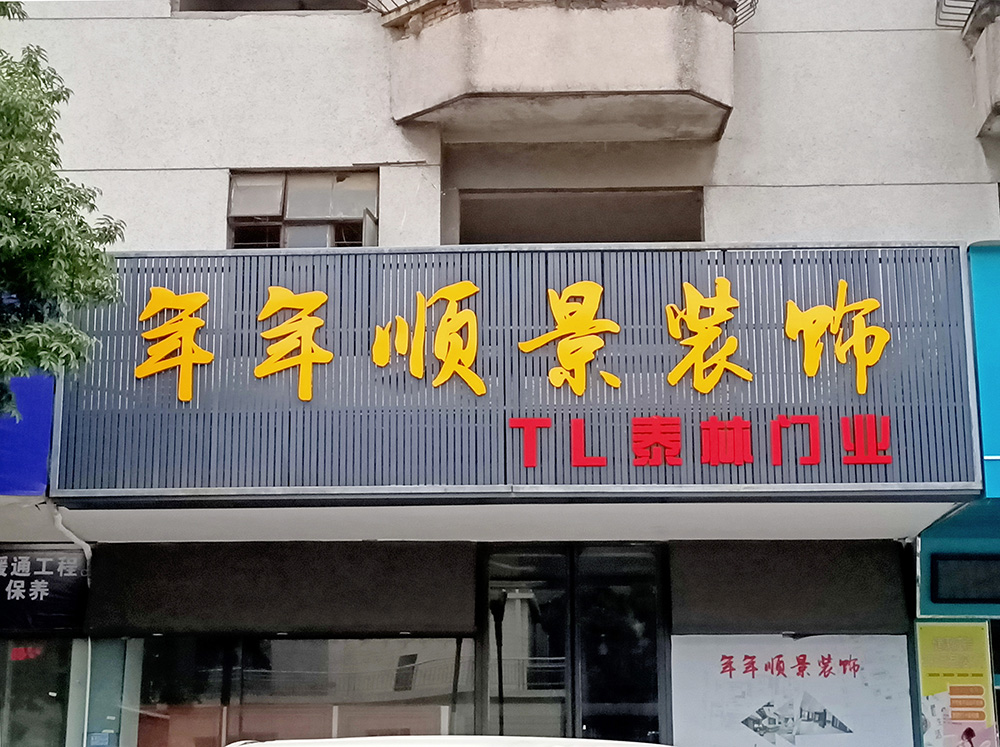 年年顺景装饰
TL泰林门业
暖通工程
保养
年年顺景装饰